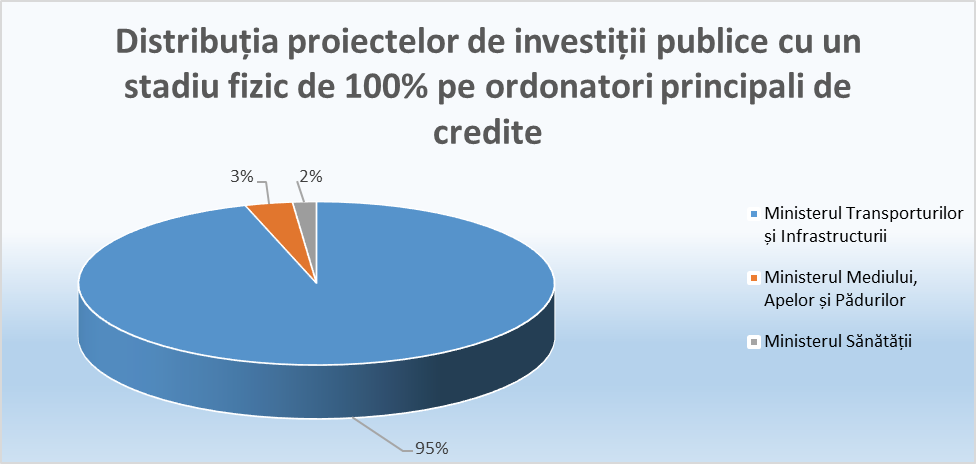 Distribuția proiectelor de investiții publice cu un
stadiu fizic de 100% pe ordonatori principali de
credite
3%
2%
Ministerul Transporturilor
și Infrastructurii
Ministerul Mediului,
Apelor și Pădurilor
Ministerul Sănătății
95%